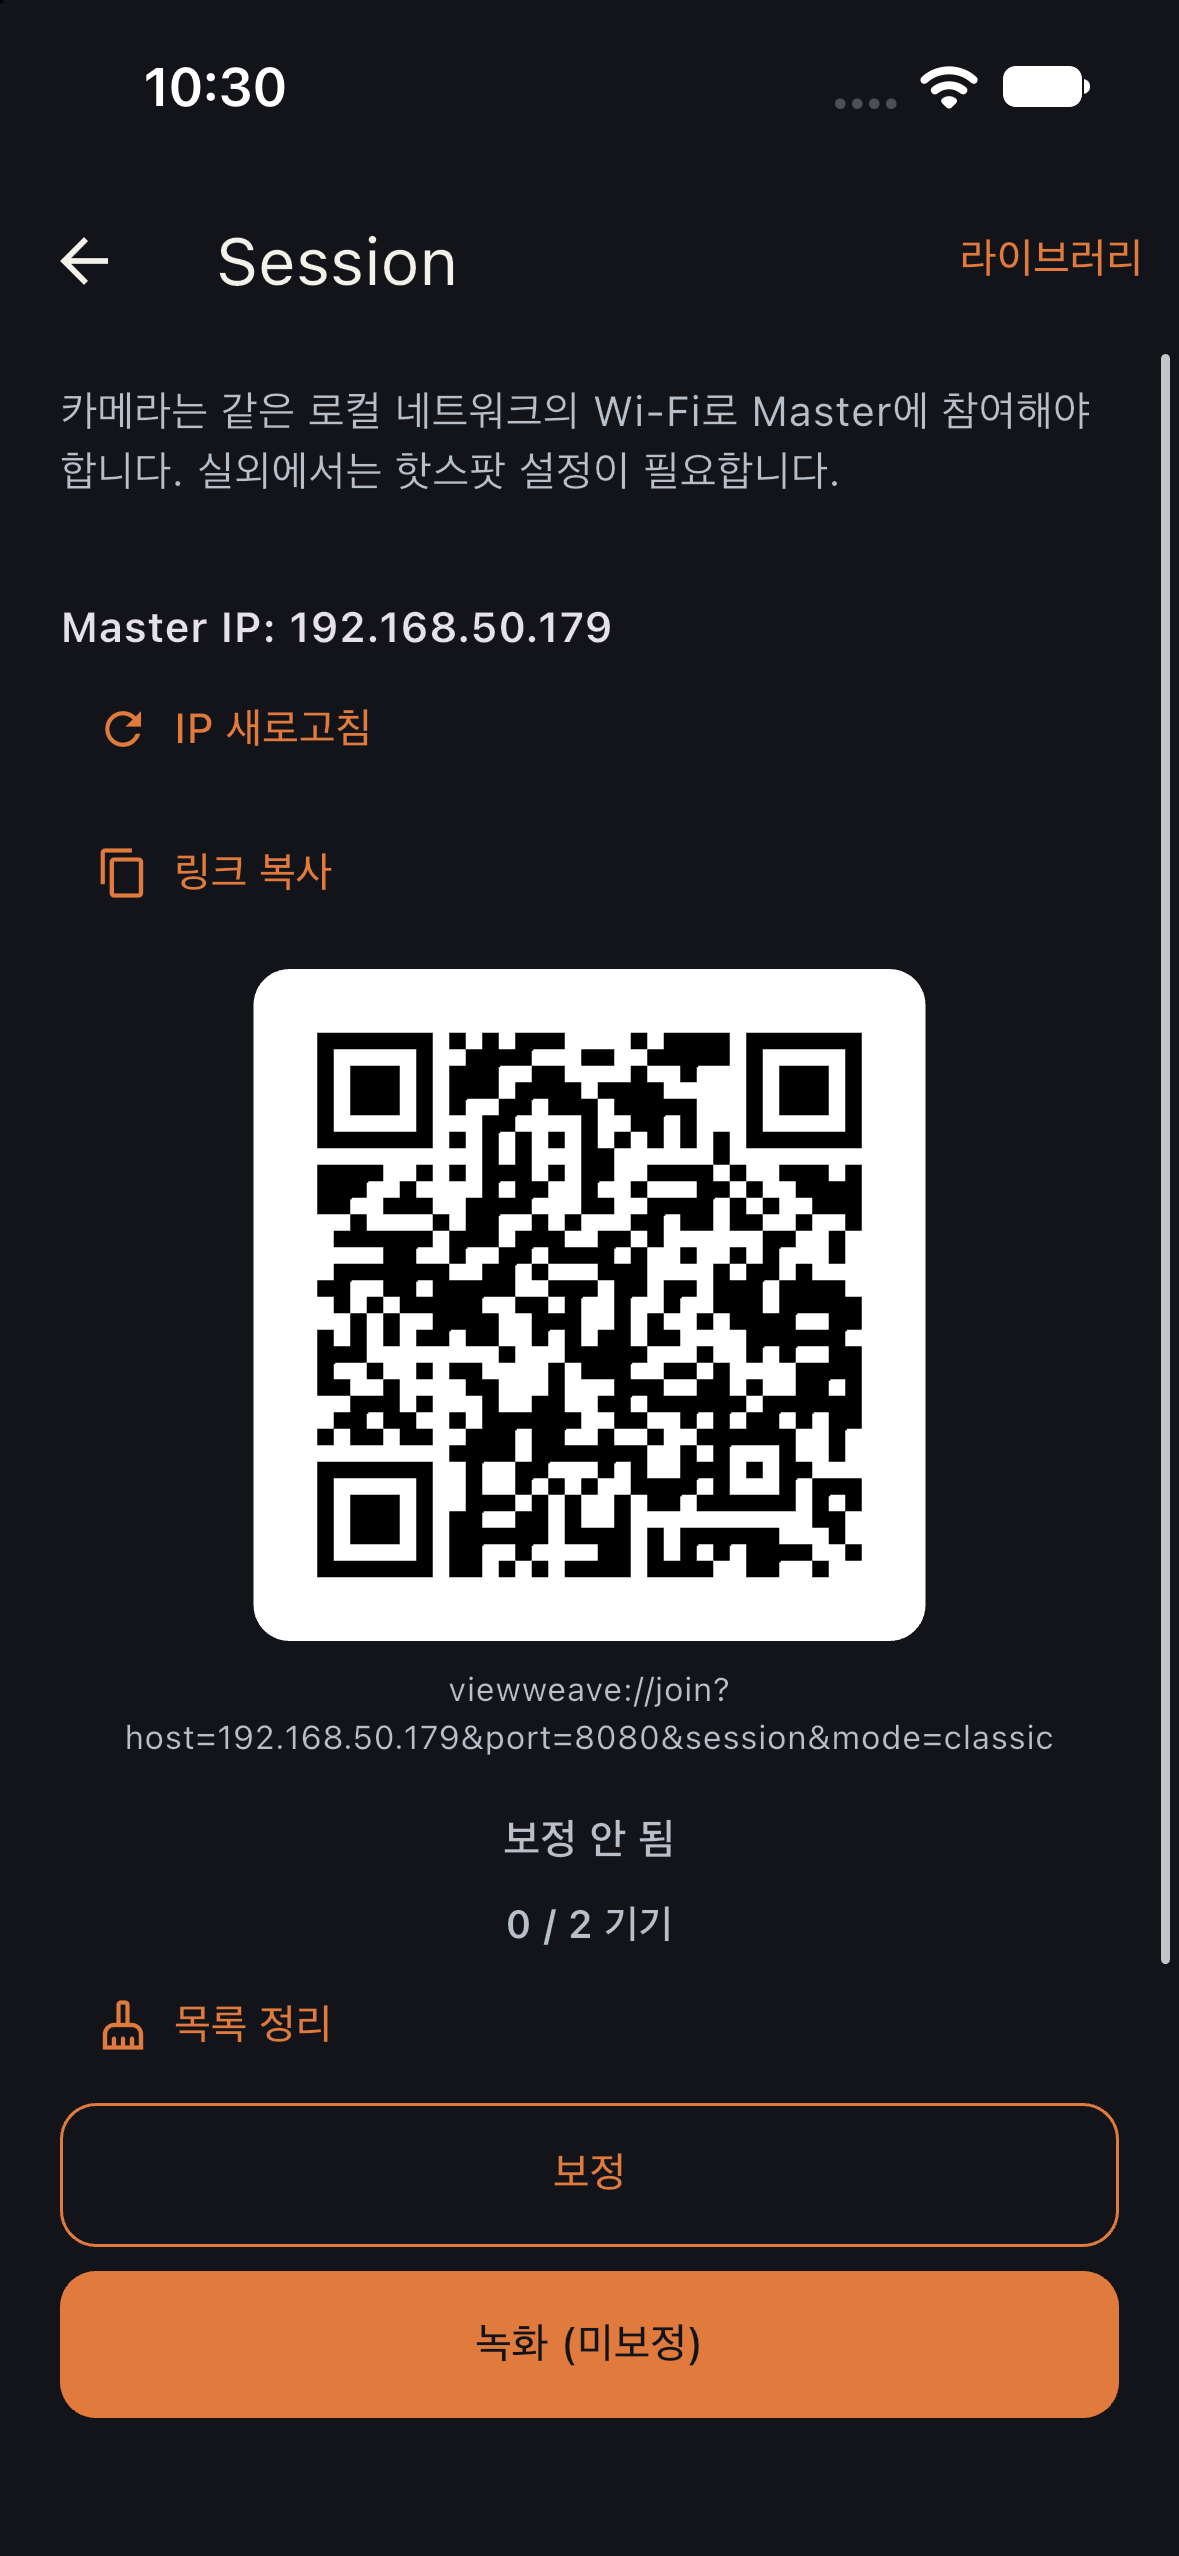 10:30
Session
라이브러리
카메라는 같은 로컬 네트워크의 Wi-Fi로 Master에 참여해야
합니다. 실외에서는 핫스팟 설정이 필요합니다.
Master IP: 192.168.50.179
IP 새로고침
링크 복사
viewweave://join?
host=192.168.50.179&port=8080&session&mode=classic
보정 안 됨
0 / 2 기기
목록 정리
보정
녹화 (미보정)